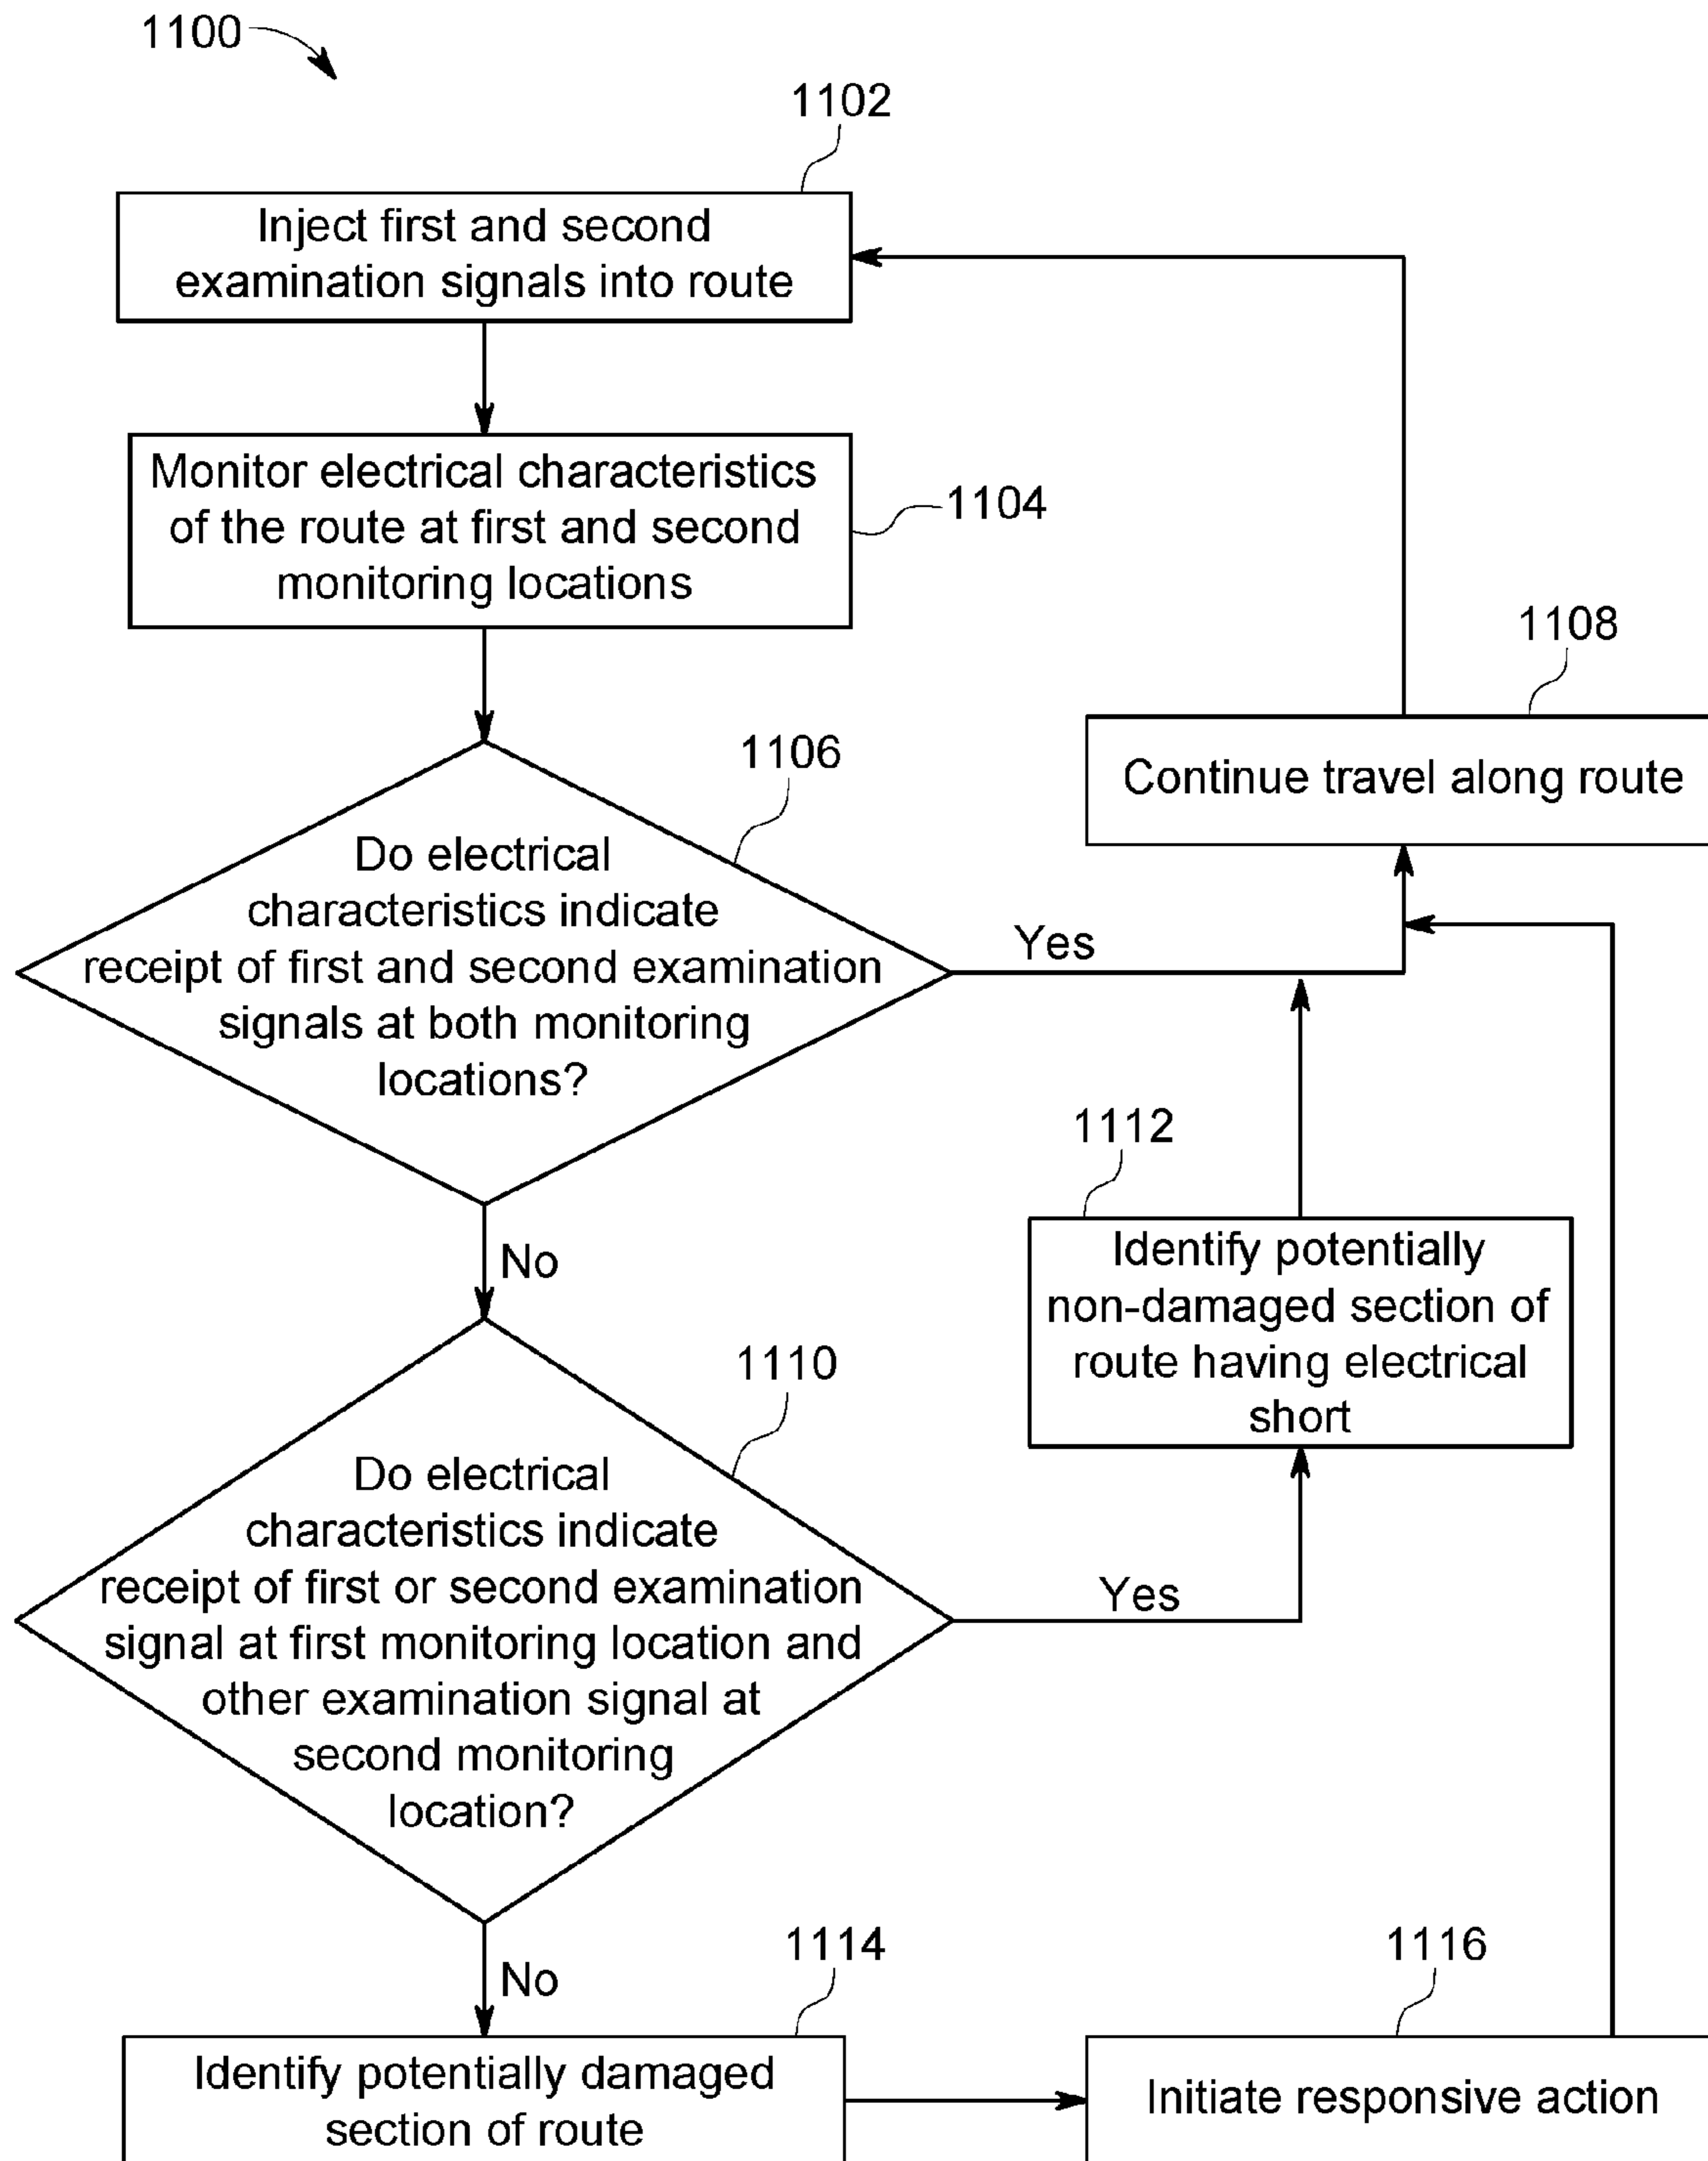 1100
1102
Inject first and second
examination signals into route
Monitor electrical characteristics
of the route at first and second
monitoring locations
1104
1108
Continue travel along route
1106
Do electrical
characteristics indicate
receipt of first and second examination
signals at both monitoring
locations?
Yes
No
1112
Identify potentially
non-damaged section of
route having electrical
short
1110
Do electrical
characteristics indicate
receipt of first or second examination
signal at first monitoring location and
other examination signal at
second monitoring
location?
Yes
No
1114
Identify potentially damaged
section of route
1116
Initiate responsive action